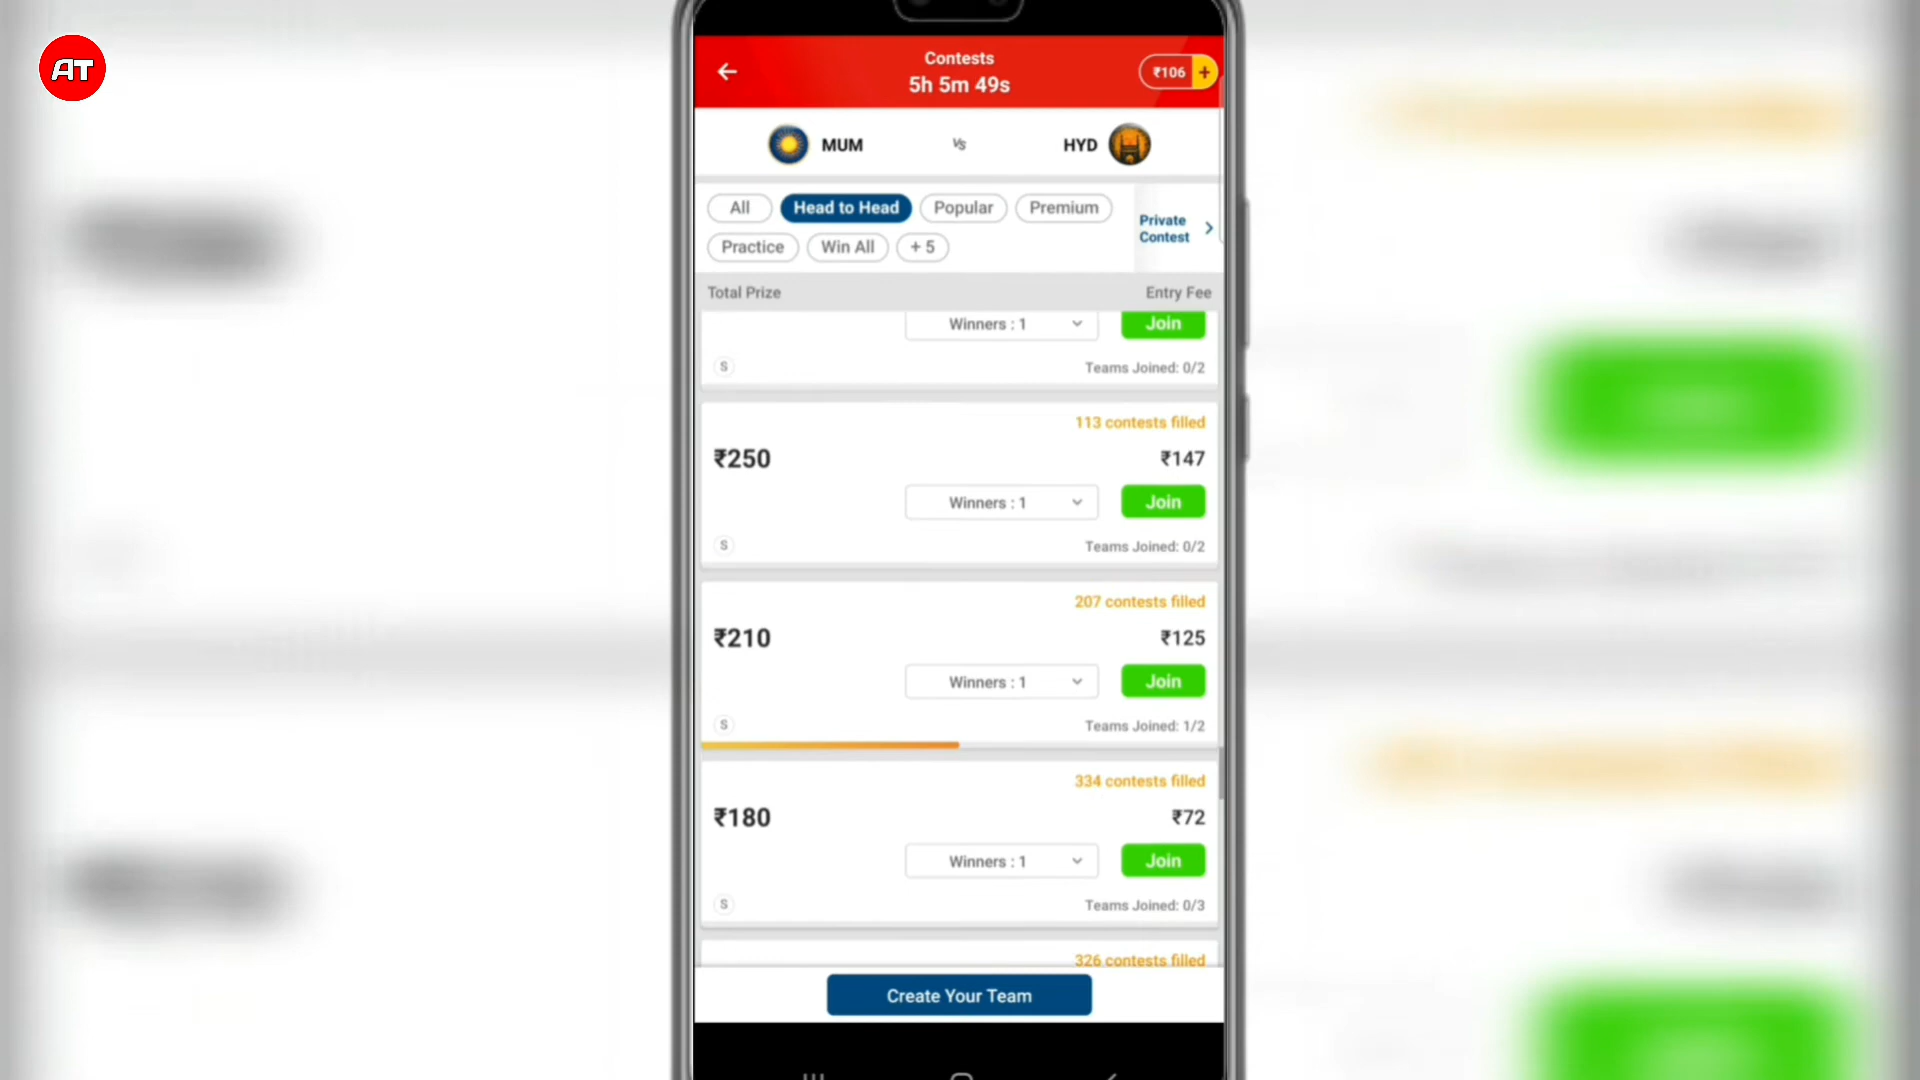 AT
Contests
5h 5m 49s
₹106 +
MUM
VS
HYD
All
Head to Head
Popular
Premium
Private
Contest
Practice
Win All
+ 5
Total Prize
Entry Fee
Winners : 1
Join
S
Teams Joined: 0/2
113 contests filled
₹250
₹147
Winners : 1
Join
S
Teams Joined: 0/2
207 contests filled
₹210
₹125
Winners : 1
Join
S
Teams Joined: 1/2
334 contests filled
₹180
₹72
Winners : 1
Join
S
Teams Joined: 0/3
326 contests filled
Create Your Team